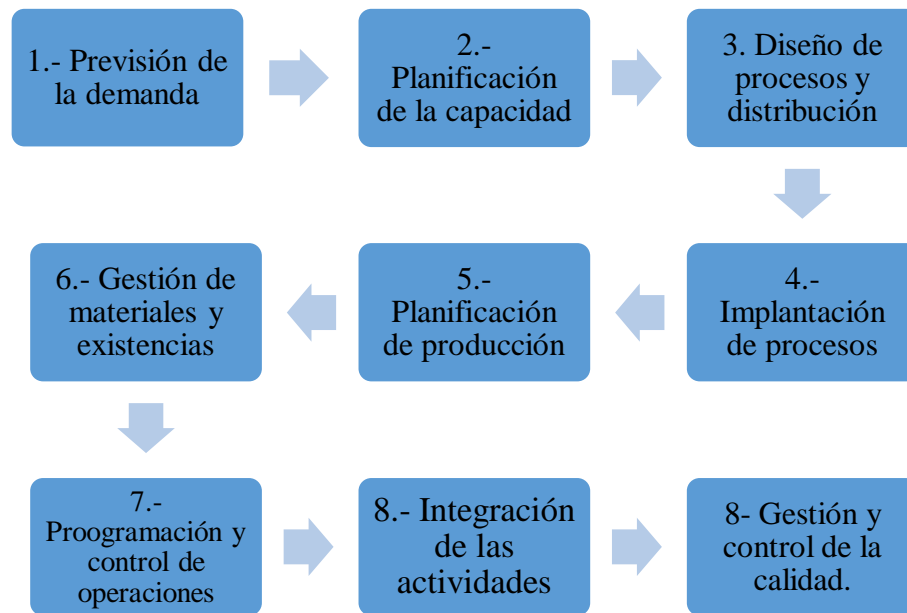 1.- Previsión de
la demanda
2.-
Planificación
de la capacidad
3. Diseño de
procesos y
distribución
4.-
Implantación
de procesos
5.-
Planificación
de producción
6.- Gestión de
materiales y
existencias
7.-
Proogramación y
control de
operaciones
8.- Integración
de las
actividades
8- Gestión y
control de la
calidad.